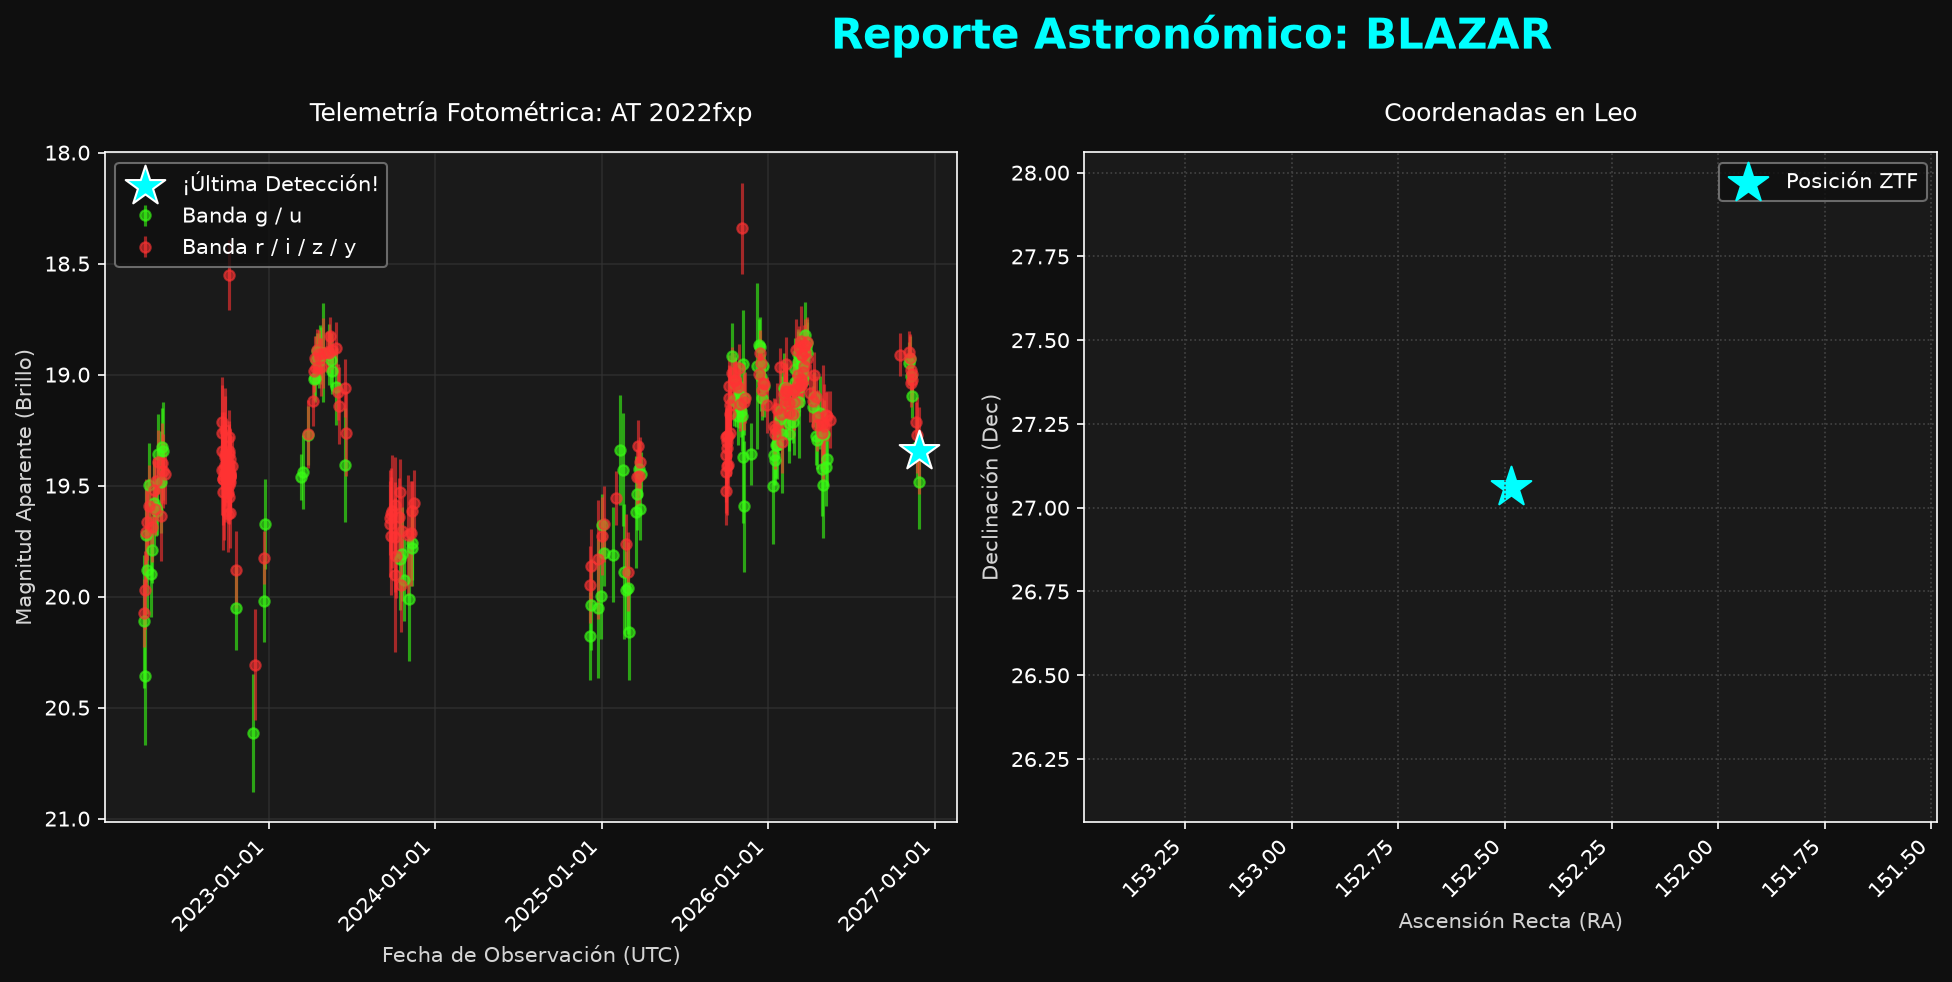 Reporte Astronómico: BLAZAR
Telemetría Fotométrica: AT 2022fxp
¡Última Detección!
Banda g / u
Banda r / i / z / y
Magnitud Aparente (Brillo)
18.0
18.5
19.0
19.5
20.0
20.5
21.0
2023-01-01
2024-01-01
2025-01-01
2026-01-01
2027-01-01
Fecha de Observación (UTC)
Coordenadas en Leo
Posición ZTF
Declinación (Dec)
28.00
27.75
27.50
27.25
27.00
26.75
26.50
26.25
153.25
153.00
152.75
152.50
152.25
152.00
151.75
151.50
Ascensión Recta (RA)